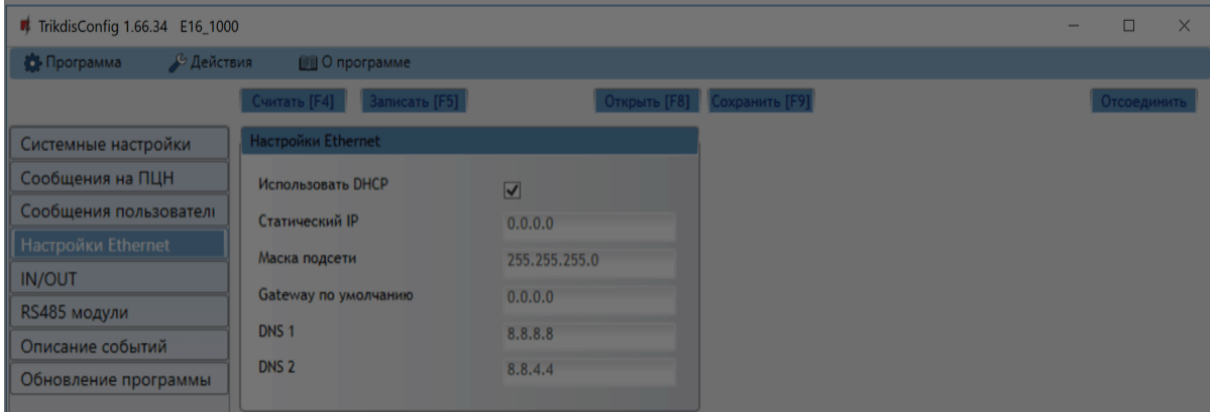 TrikdisConfig 1.66.34 E16_1000
Программа Действия О программе
Считать [F4] Записать [F5] Открыть [F8] Сохранить [F9] Отсоединить
Системные настройки
Сообщения на ПЦН
Сообщения пользователі
Настройки Ethernet
IN/OUT
RS485 модули
Описание событий
Обновление программы
Настройки Ethernet
Использовать DHCP
Статический IP 0.0.0.0
Маска подсети 255.255.255.0
Gateway по умолчанию 0.0.0.0
DNS 1 8.8.8.8
DNS 2 8.8.4.4